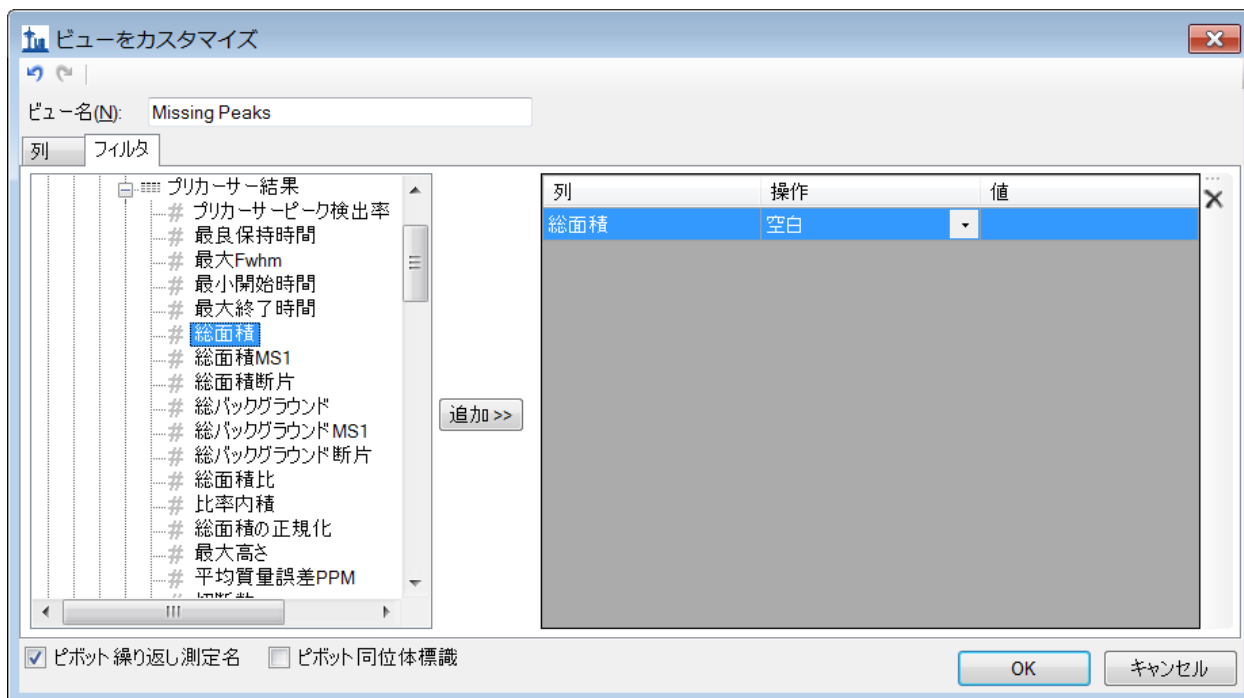 ビューをカスタマイズ
ビュー名(N): Missing Peaks
列 フィルタ
プリカーサー結果
プリカーサーピーク検出率
最良保持時間
最大Fwhm
最小開始時間
最大終了時間
総面積
総面積MS1
総面積断片
総バックグラウンド
総バックグラウンドMS1
総バックグラウンド断片
総面積比
比率内積
総面積の正規化
最大高さ
平均質量誤差PPM
追加>>
列 操作 値
総面積 空白
ピボット繰り返し測定名 ピボット同位体標識
OK キャンセル